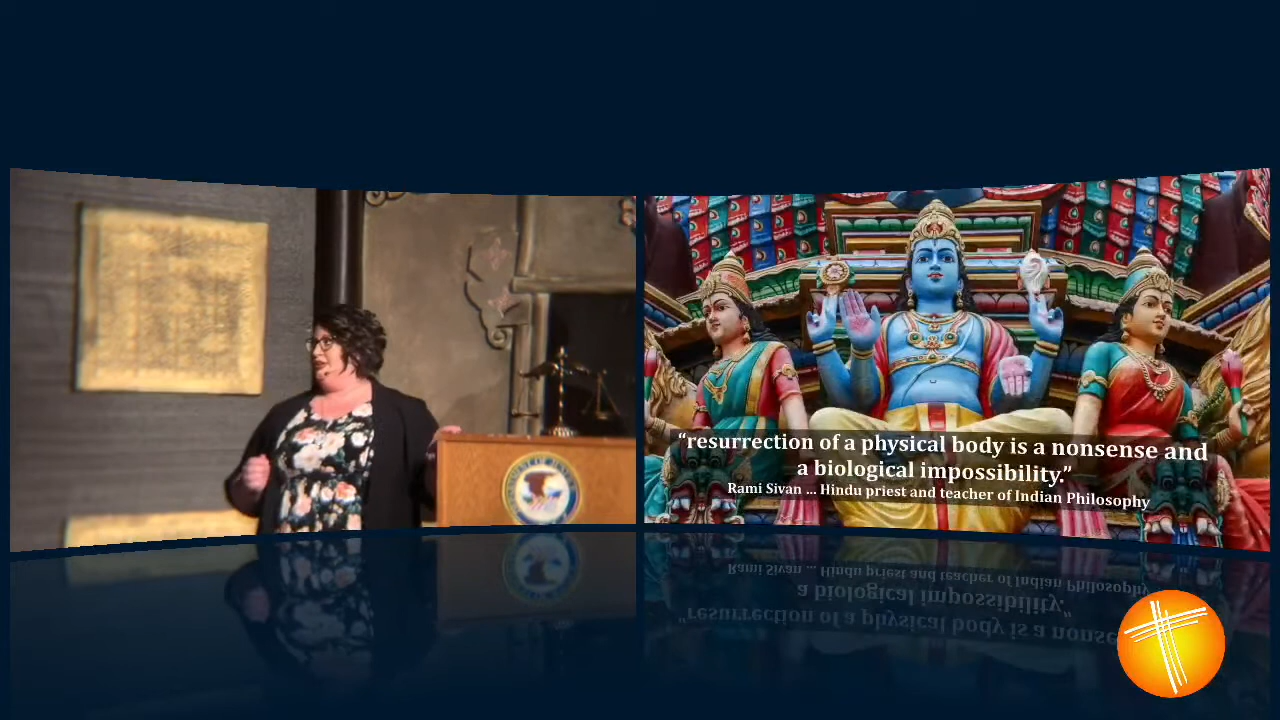 “resurrection of a physical body is a nonsense and
a biological impossibility.”
Rami Sivan ... Hindu priest and teacher of Indian Philosophy